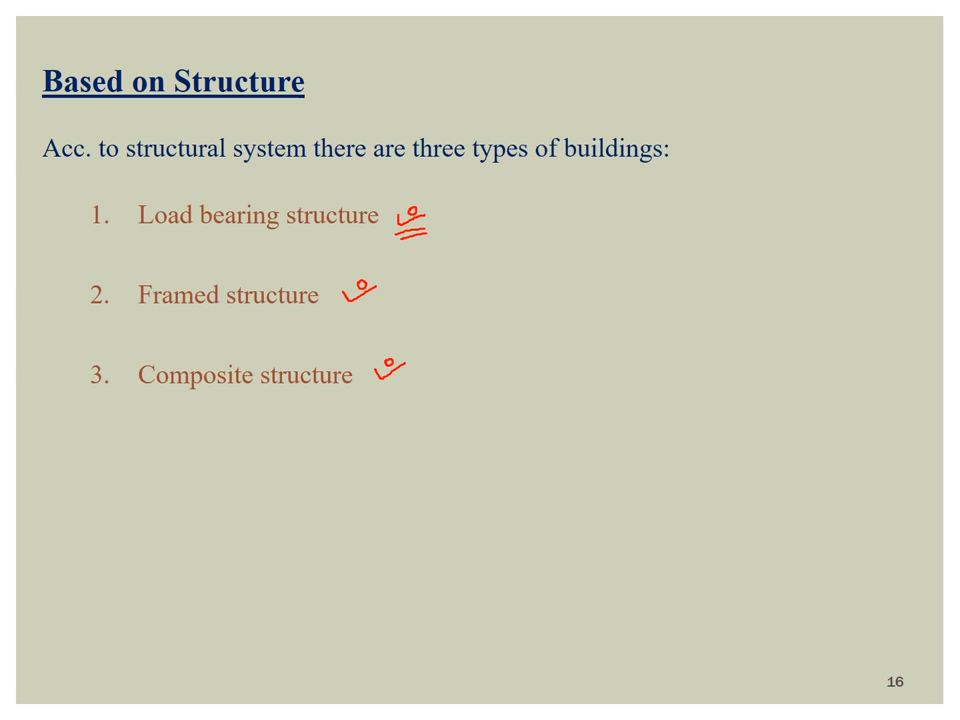 Based on Structure
Acc. to structural system there are three types of buildings:
1. Load bearing structure
2. Framed structure
3. Composite structure
16